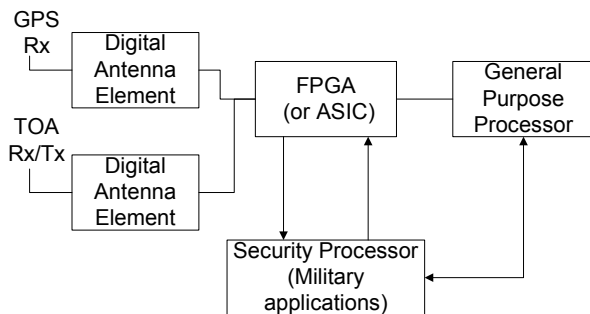 GPS
Rx
Digital
Antenna
Element
FPGA
(or ASIC)
General
Purpose
Processor
TOA
Rx/Tx
Digital
Antenna
Element
Security Processor
(Military
applications)